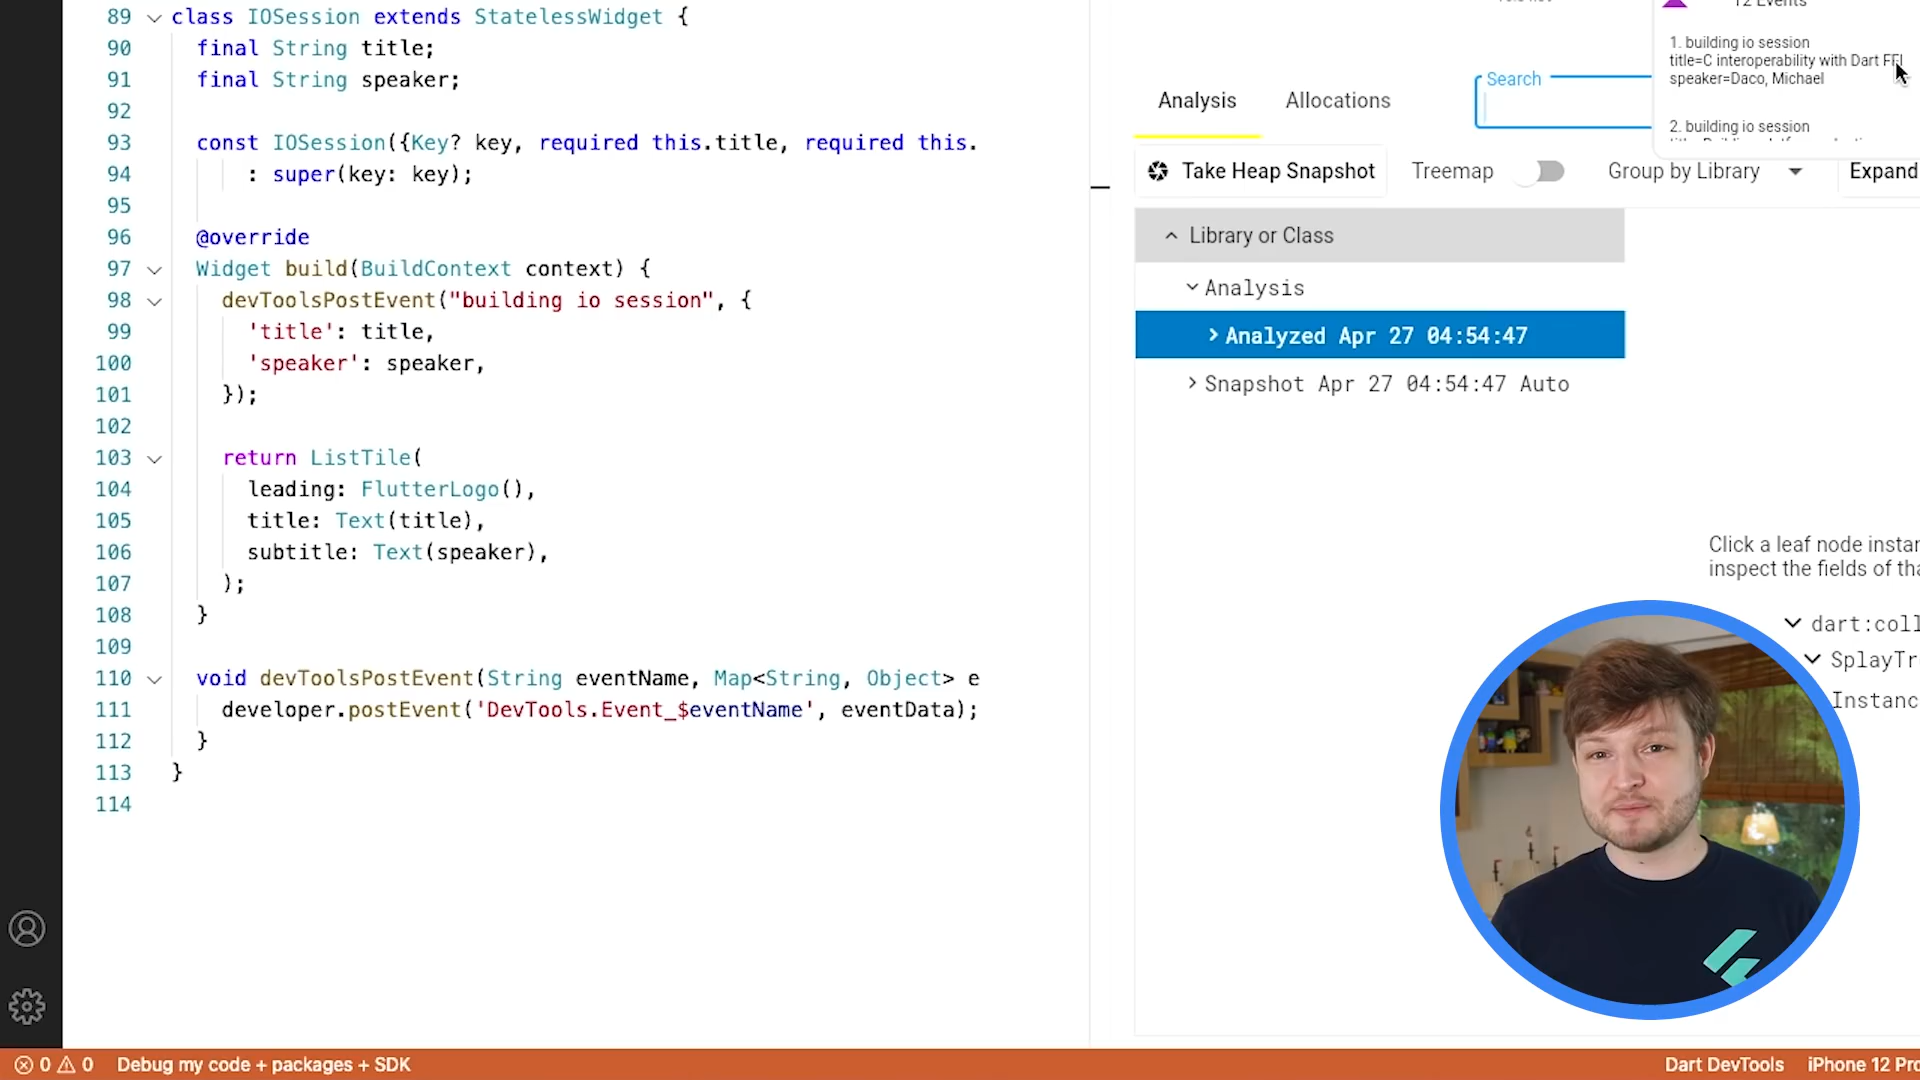 89 class IOSession extends StatelessWidget {
90 final String title;
91 final String speaker;
92
93 const IOSession({Key? key, required this.title, required this.
94 : super(key: key);
95
96 @override
97 Widget build(BuildContext context) {
98 devToolsPostEvent("building io session", {
99 'title': title,
100 'speaker': speaker,
101 });
102
103 return ListTile(
104 leading: FlutterLogo(),
105 title: Text(title),
106 subtitle: Text(speaker),
107 );
108 }
109
110 void devToolsPostEvent(String eventName, Map<String, Object> e
111 developer.postEvent('DevTools.Event_$eventName', eventData);
112 }
113 }
114
12 Events
1. building io session
title=C interoperability with Dart FFI
speaker=Daco, Michael
2. building io session
Analysis Allocations Search
Take Heap Snapshot Treemap Group by Library Expand
Library or Class
Analysis
Analyzed Apr 27 04:54:47
Snapshot Apr 27 04:54:47 Auto
Click a leaf node instan
inspect the fields of tha
dart:coll
SplayTr
Instanc
0 0 Debug my code + packages + SDK Dart DevTools iPhone 12 Pro